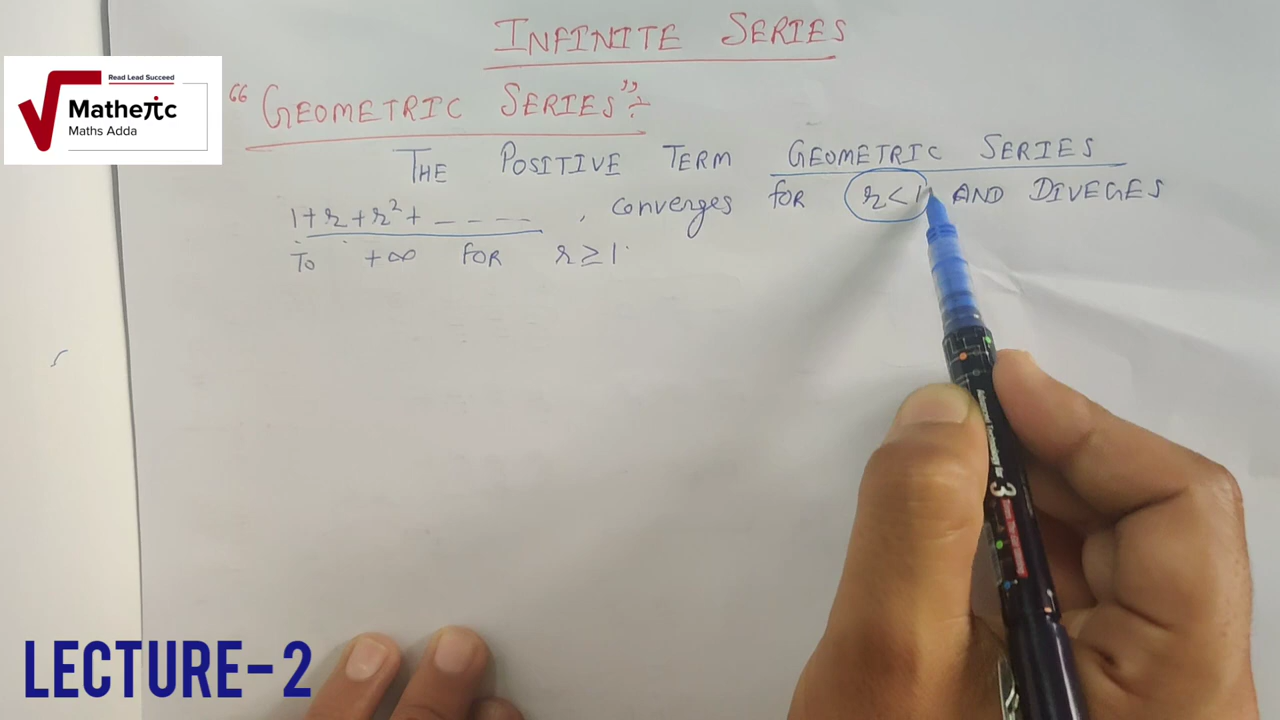 INFINITE SERIES
Read Lead Succeed
Matheπc
Maths Adda
“GEOMETRIC SERIES” :-
THE POSITIVE TERM GEOMETRIC SERIES
1+r+r²+ ---- , converges for r<1 AND DIVEGES
TO +∞ FOR r≥1.
3
LECTURE-2